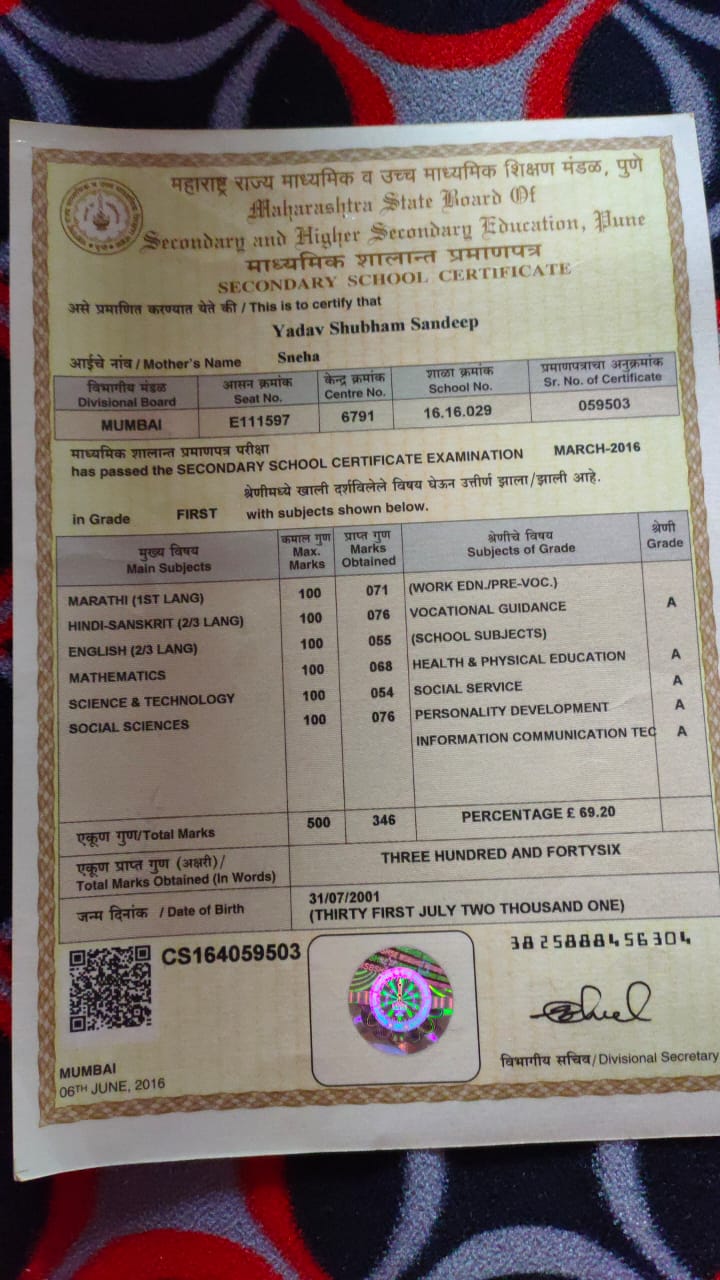 महाराष्ट्र राज्य माध्यमिक व उच्च माध्यमिक शिक्षण मंडळ, पुणे
Maharashtra State Board Of
Secondary and Higher Secondary Education, Pune
माध्यमिक शालान्त प्रमाणपत्र
SECONDARY SCHOOL CERTIFICATE
असे प्रमाणित करण्यात येते की / This is to certify that
Yadav Shubham Sandeep
आईचे नांव / Mother's Name Sneha
विभागीय मंडळ आसन क्रमांक केन्द्र क्रमांक शाळा क्रमांक प्रमाणपत्राचा अनुक्रमांक
Divisional Board Seat No. Centre No. School No. Sr. No. of Certificate
MUMBAI E111597 6791 16.16.029 059503
माध्यमिक शालान्त प्रमाणपत्र परीक्षा
has passed the SECONDARY SCHOOL CERTIFICATE EXAMINATION MARCH-2016
श्रेणीमध्ये खाली दर्शविलेले विषय घेऊन उत्तीर्ण झाला/झाली आहे.
in Grade FIRST with subjects shown below.
मुख्य विषय कमाल गुण प्राप्त गुण श्रेणीचे विषय श्रेणी
Main Subjects Max. Marks Marks Obtained Subjects of Grade Grade
MARATHI (1ST LANG) 100 071 (WORK EDN./PRE-VOC.)
HINDI-SANSKRIT (2/3 LANG) 100 076 VOCATIONAL GUIDANCE A
ENGLISH (2/3 LANG) 100 055 (SCHOOL SUBJECTS)
MATHEMATICS 100 068 HEALTH & PHYSICAL EDUCATION A
SCIENCE & TECHNOLOGY 100 054 SOCIAL SERVICE A
SOCIAL SCIENCES 100 076 PERSONALITY DEVELOPMENT A
INFORMATION COMMUNICATION TEC A
एकूण गुण/Total Marks 500 346 PERCENTAGE £ 69.20
एकूण प्राप्त गुण (अक्षरी)/
Total Marks Obtained (In Words) THREE HUNDRED AND FORTYSIX
जन्म दिनांक / Date of Birth 31/07/2001
(THIRTY FIRST JULY TWO THOUSAND ONE)
CS164059503
3825888456304
विभागीय सचिव/Divisional Secretary
MUMBAI
06TH JUNE, 2016